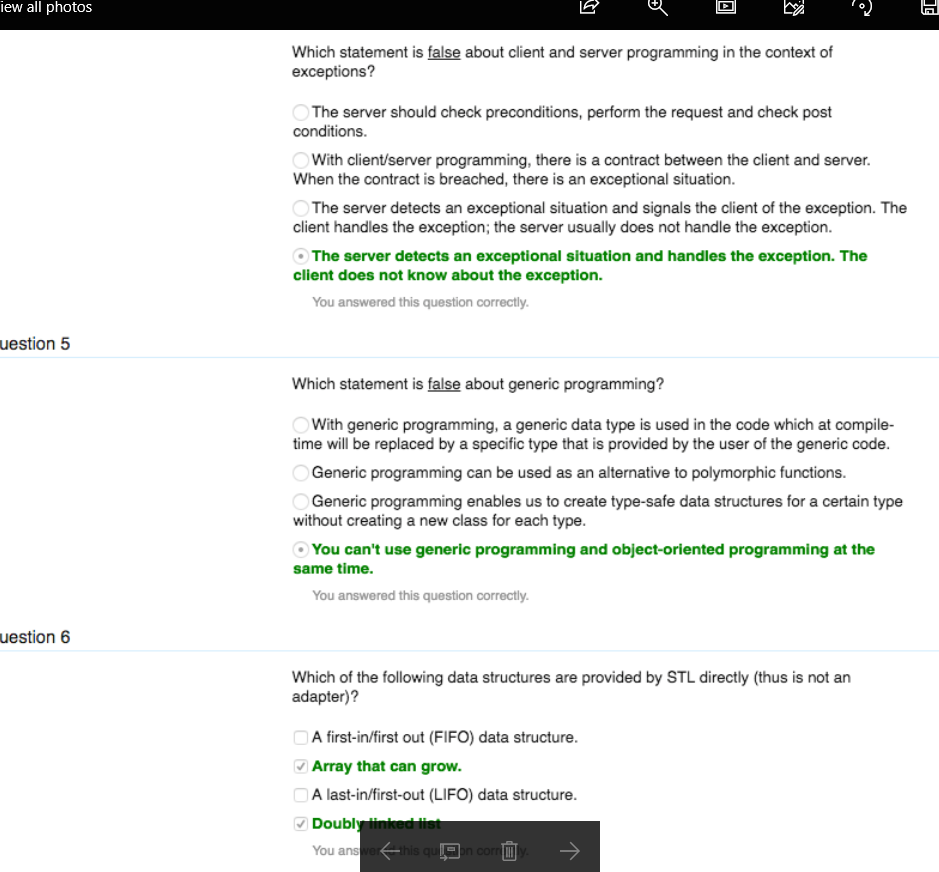 iew all photos
Which statement is false about client and server programming in the context of
exceptions?
The server should check preconditions, perform the request and check post
conditions.
With client/server programming, there is a contract between the client and server.
When the contract is breached, there is an exceptional situation.
The server detects an exceptional situation and signals the client of the exception. The
client handles the exception; the server usually does not handle the exception.
The server detects an exceptional situation and handles the exception. The
client does not know about the exception.
You answered this question correctly.
uestion 5
Which statement is false about generic programming?
With generic programming, a generic data type is used in the code which at compile-
time will be replaced by a specific type that is provided by the user of the generic code.
Generic programming can be used as an alternative to polymorphic functions.
Generic programming enables us to create type-safe data structures for a certain type
without creating a new class for each type.
You can't use generic programming and object-oriented programming at the
same time.
You answered this question correctly.
uestion 6
Which of the following data structures are provided by STL directly (thus is not an
adapter)?
A first-in/first out (FIFO) data structure.
Array that can grow.
A last-in/first-out (LIFO) data structure.
Doubly linked list
You answered this question correctly.